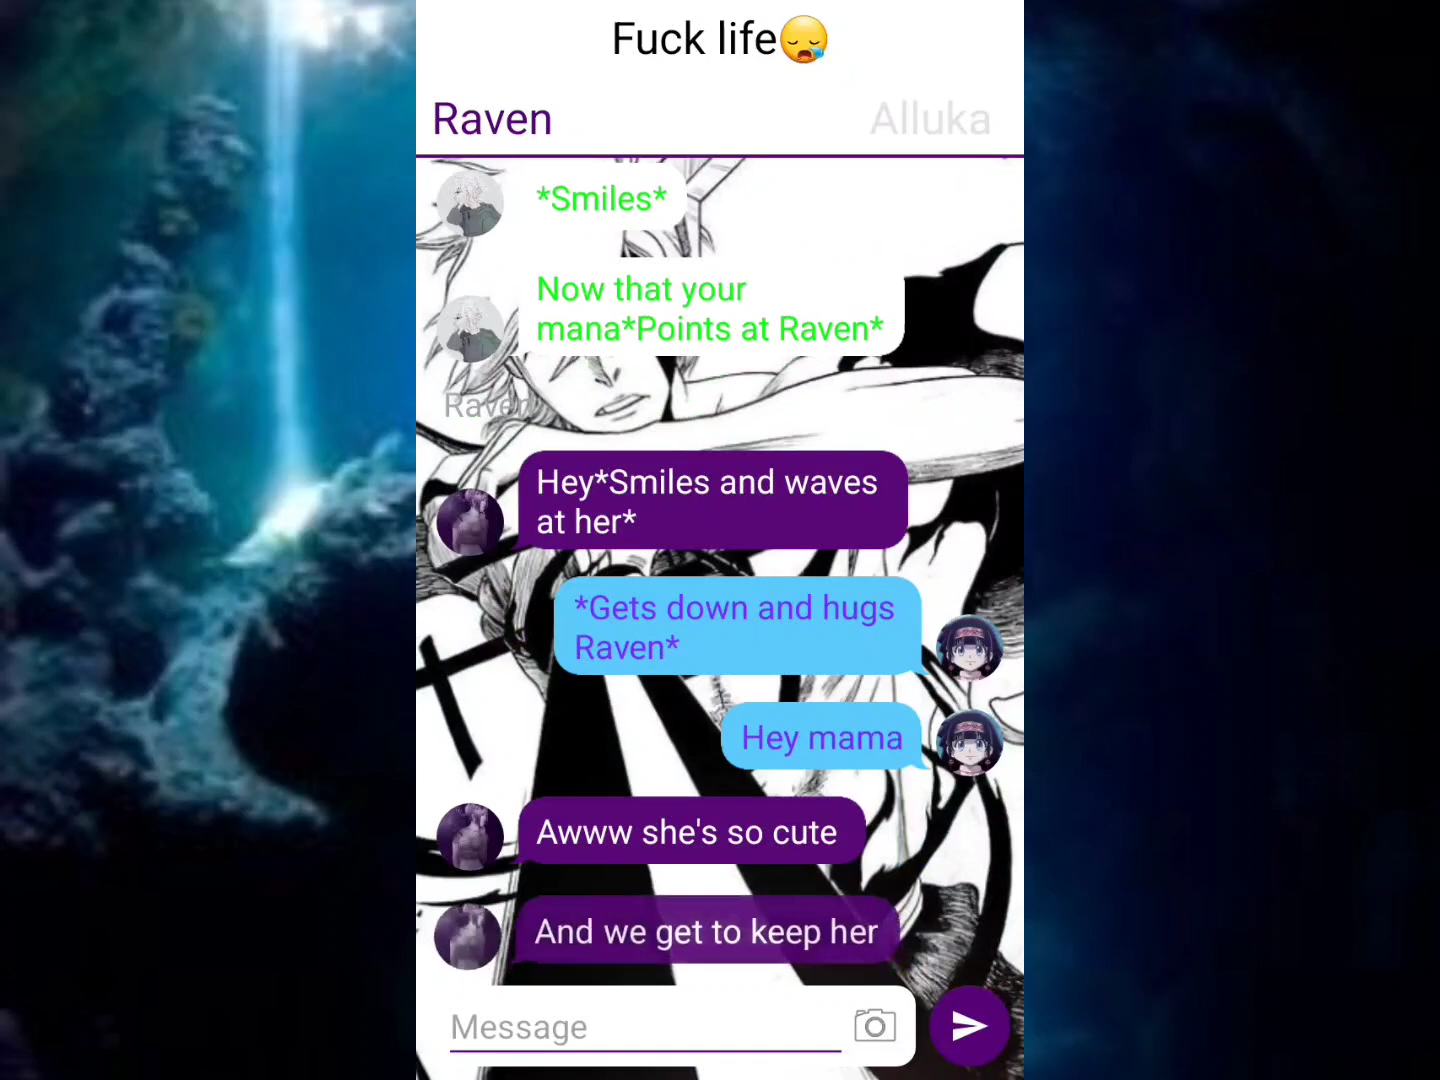 Fuck life😪
Raven
Alluka
*Smiles*
Now that your
mana*Points at Raven*
Raven
Hey*Smiles and waves
at her*
*Gets down and hugs
Raven*
Hey mama
Awww she's so cute
And we get to keep her
Message